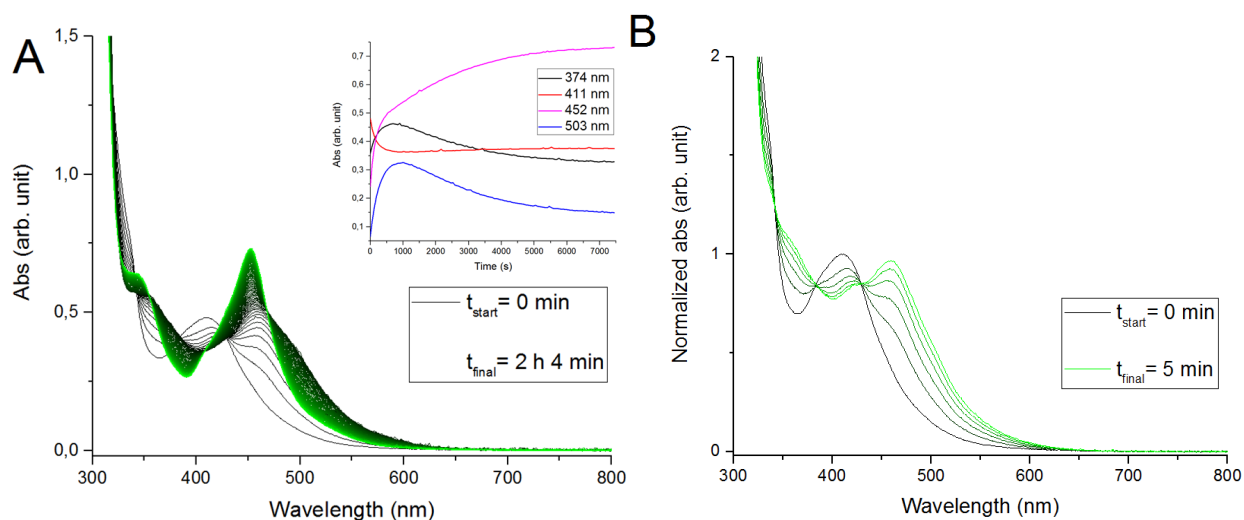 A
B
Abs (arb. unit)
1,5
1,0
0,5
0,0
300
400
500
600
700
800
Wavelength (nm)
Abs (arb. unit)
0,7
0,6
0,5
0,4
0,3
0,2
0,1
0
1000
2000
3000
4000
5000
6000
7000
Time (s)
374 nm
411 nm
452 nm
503 nm
tstart= 0 min
tfinal= 2 h 4 min
Normalized abs (arb. unit)
2
1
0
300
400
500
600
700
800
Wavelength (nm)
tstart= 0 min
tfinal= 5 min